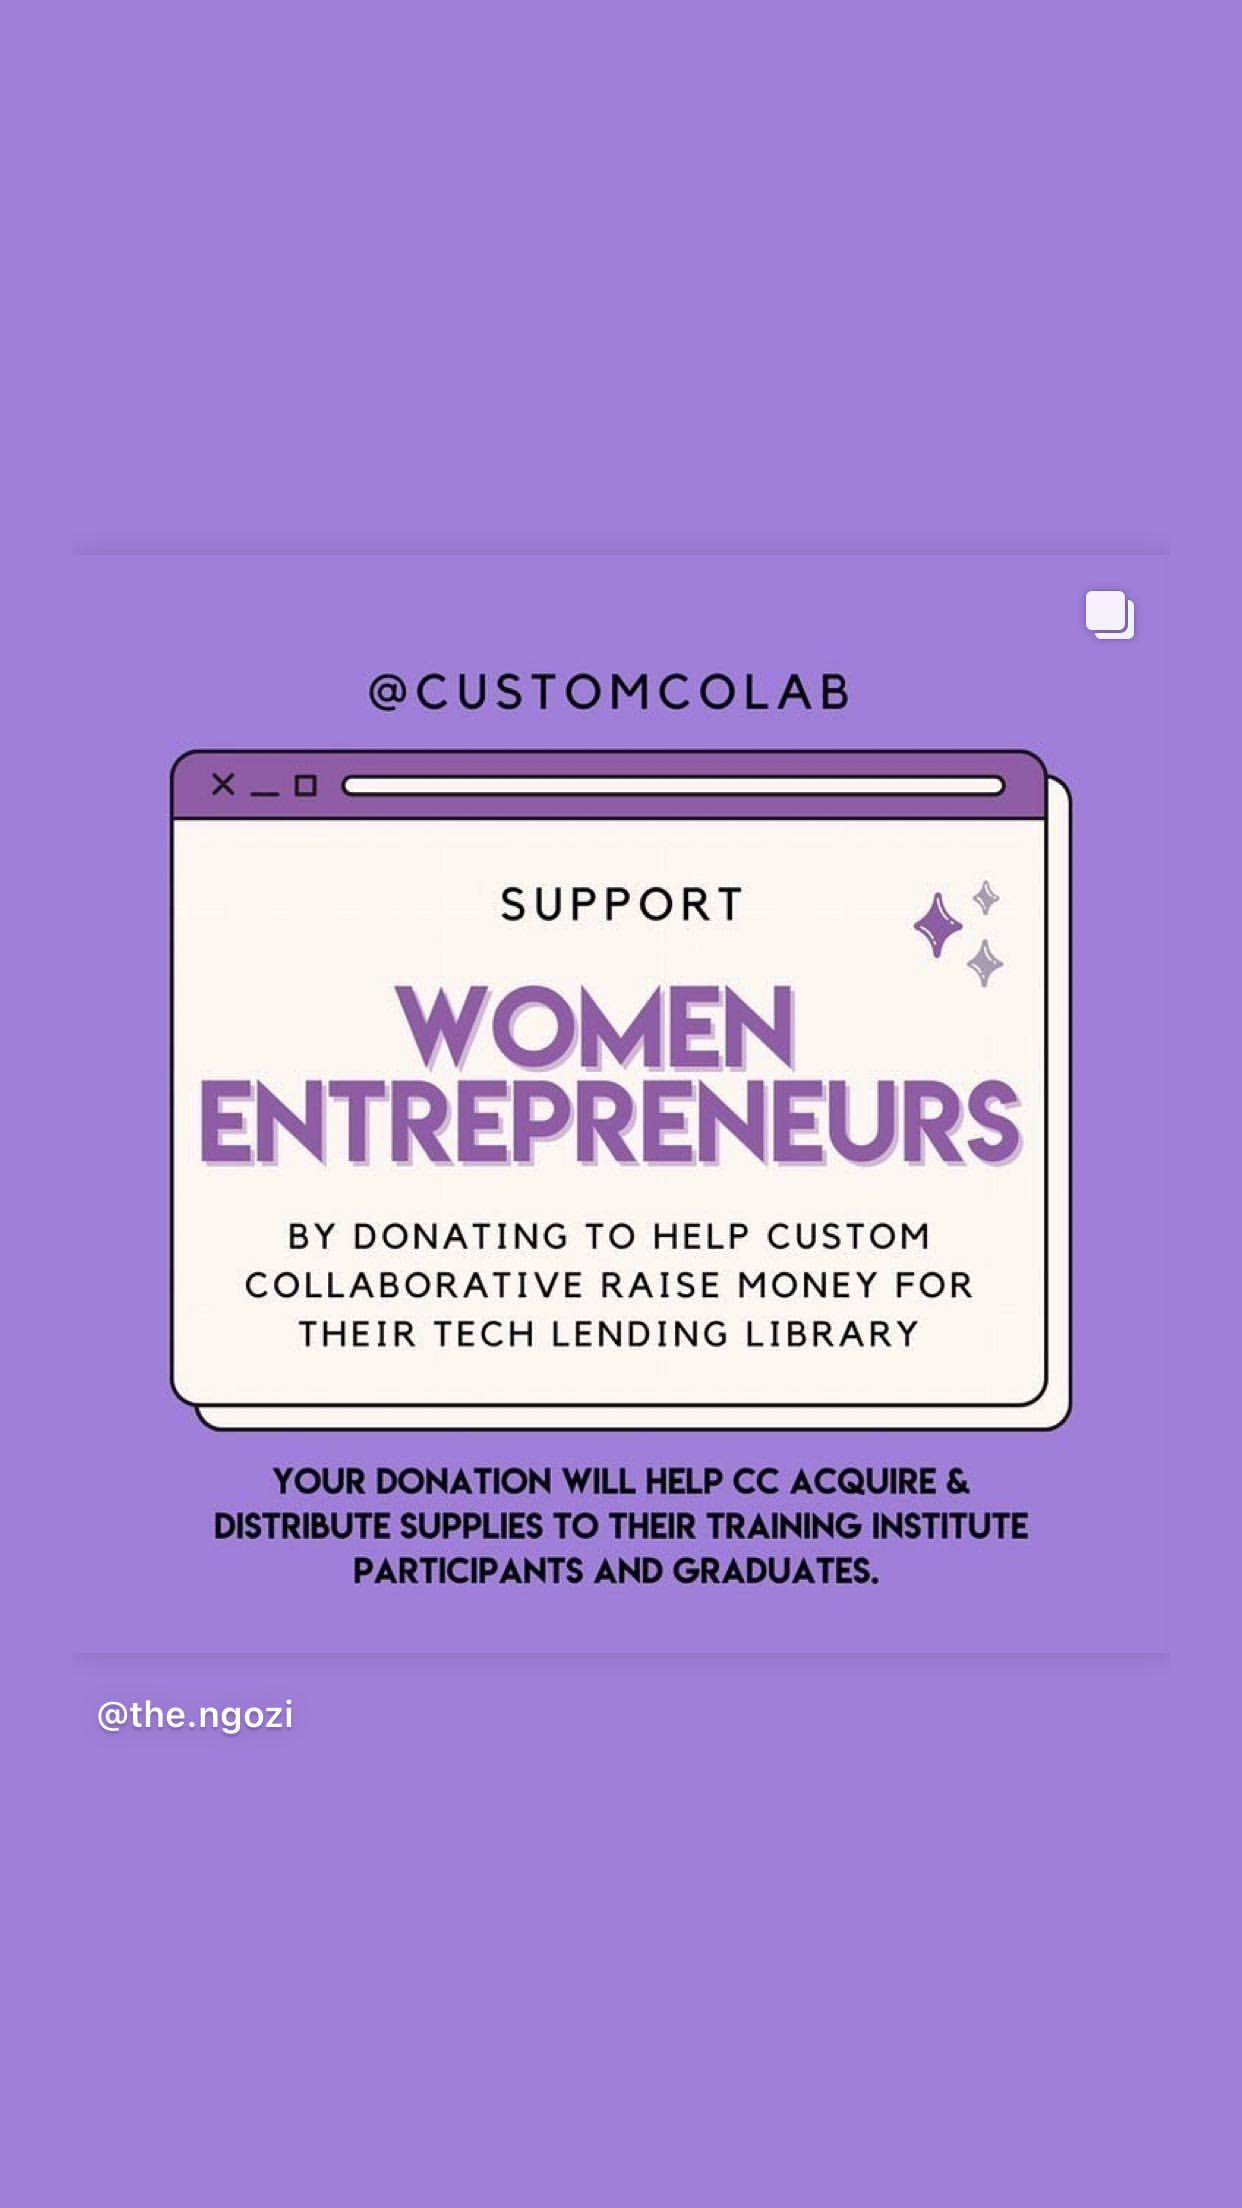 @CUSTOMCOLAB
SUPPORT
WOMEN
ENTREPRENEURS
BY DONATING TO HELP CUSTOM
COLLABORATIVE RAISE MONEY FOR
THEIR TECH LENDING LIBRARY
YOUR DONATION WILL HELP CC ACQUIRE &
DISTRIBUTE SUPPLIES TO THEIR TRAINING INSTITUTE
PARTICIPANTS AND GRADUATES.
@the.ngozi